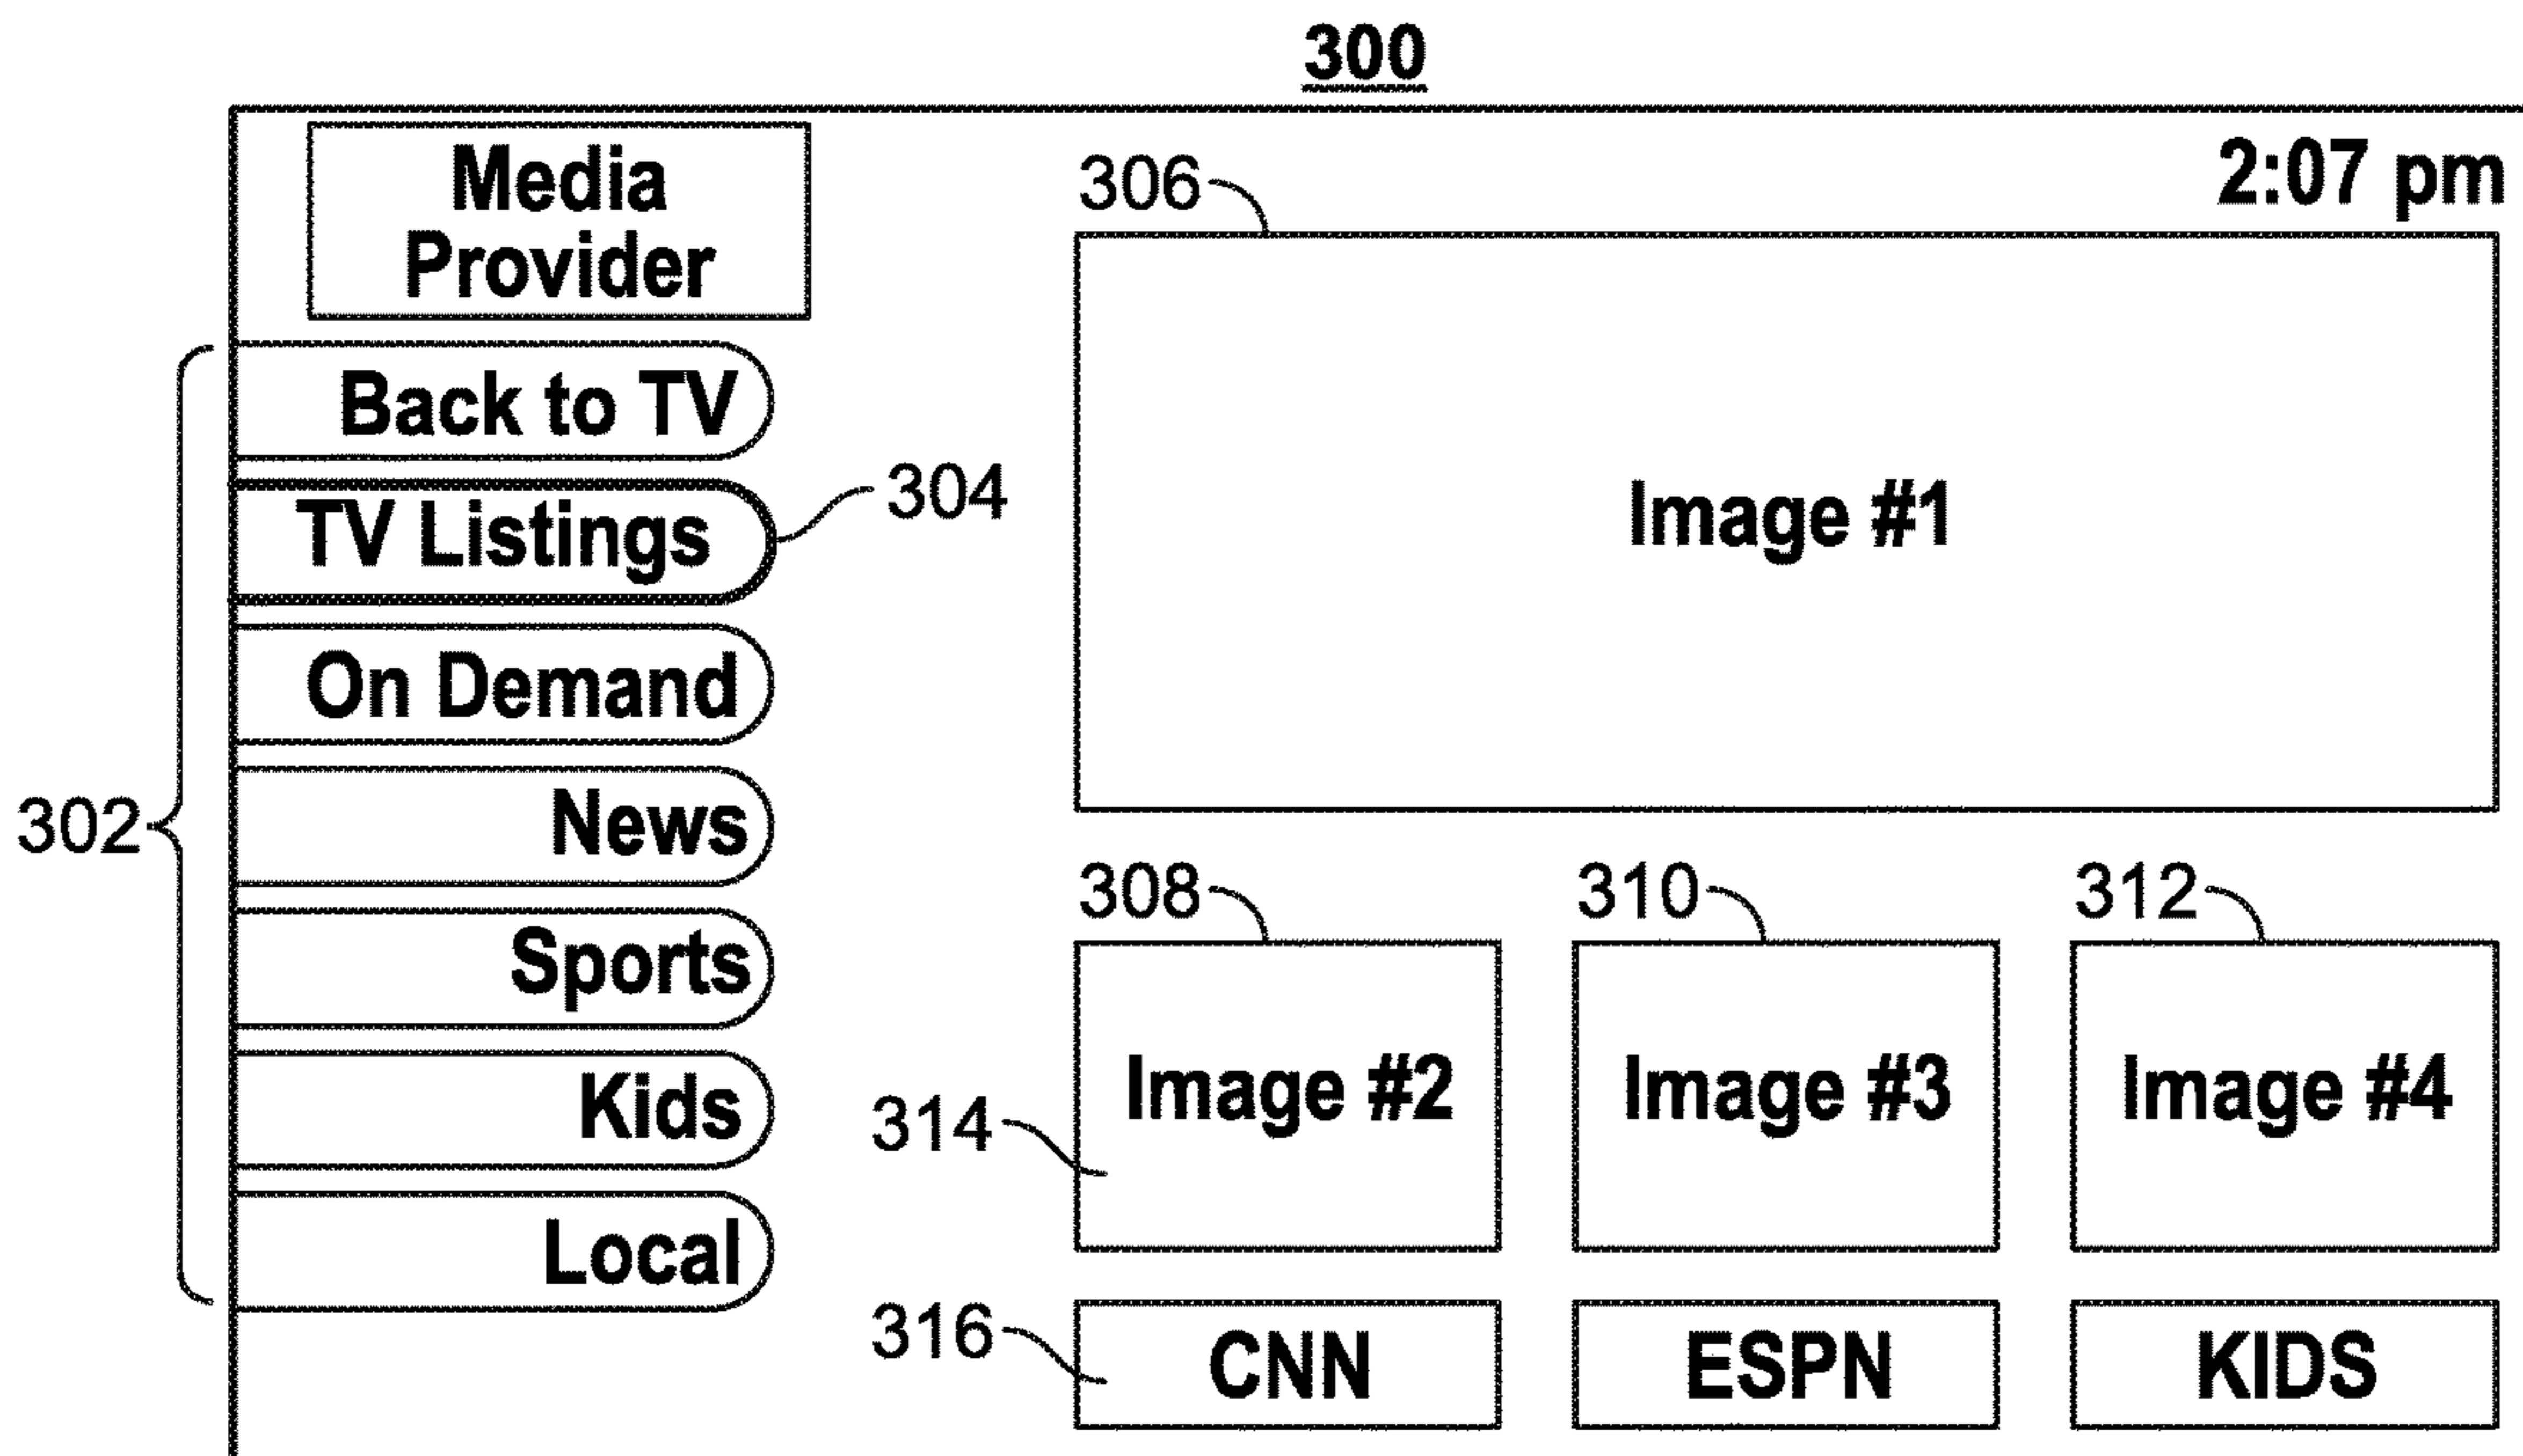 300
Media
Provider
2:07 pm
306
Back to TV
TV Listings
304
Image #1
On Demand
302
News
308
310
312
Sports
Image #2
Image #3
Image #4
Kids
314
Local
316
CNN
ESPN
KIDS